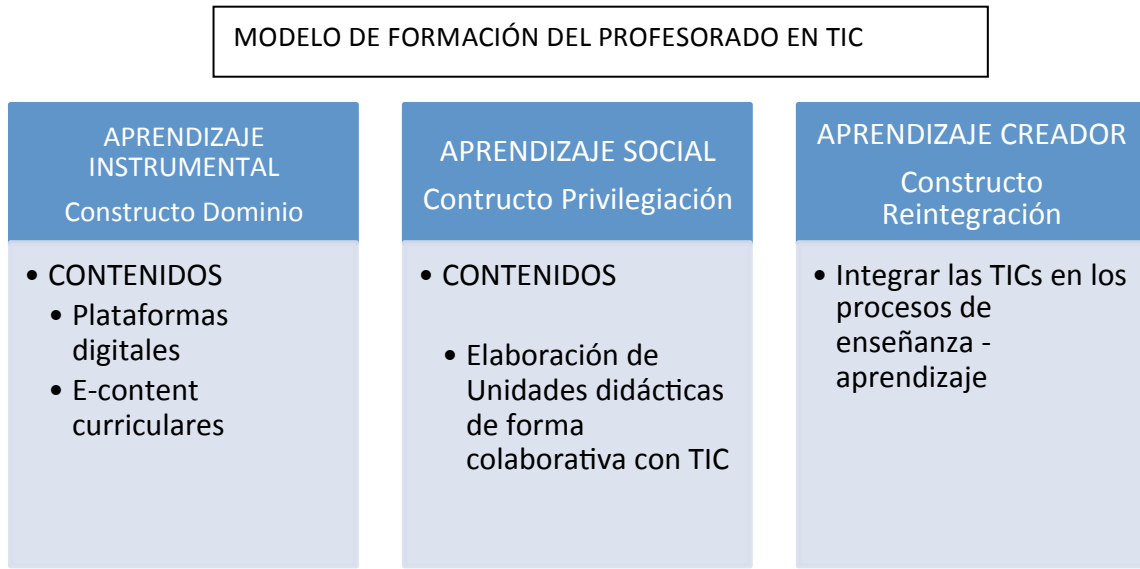 MODELO DE FORMACIÓN DEL PROFESORADO EN TIC
APRENDIZAJE
INSTRUMENTAL
Constructo Dominio
• CONTENIDOS
• Plataformas
digitales
• E-content
curriculares
APRENDIZAJE SOCIAL
Contructo Privilegiación
• CONTENIDOS
• Elaboración de
Unidades didácticas
de forma
colaborativa con TIC
APRENDIZAJE CREADOR
Constructo
Reintegración
• Integrar las TICs en los
procesos de
enseñanza -
aprendizaje